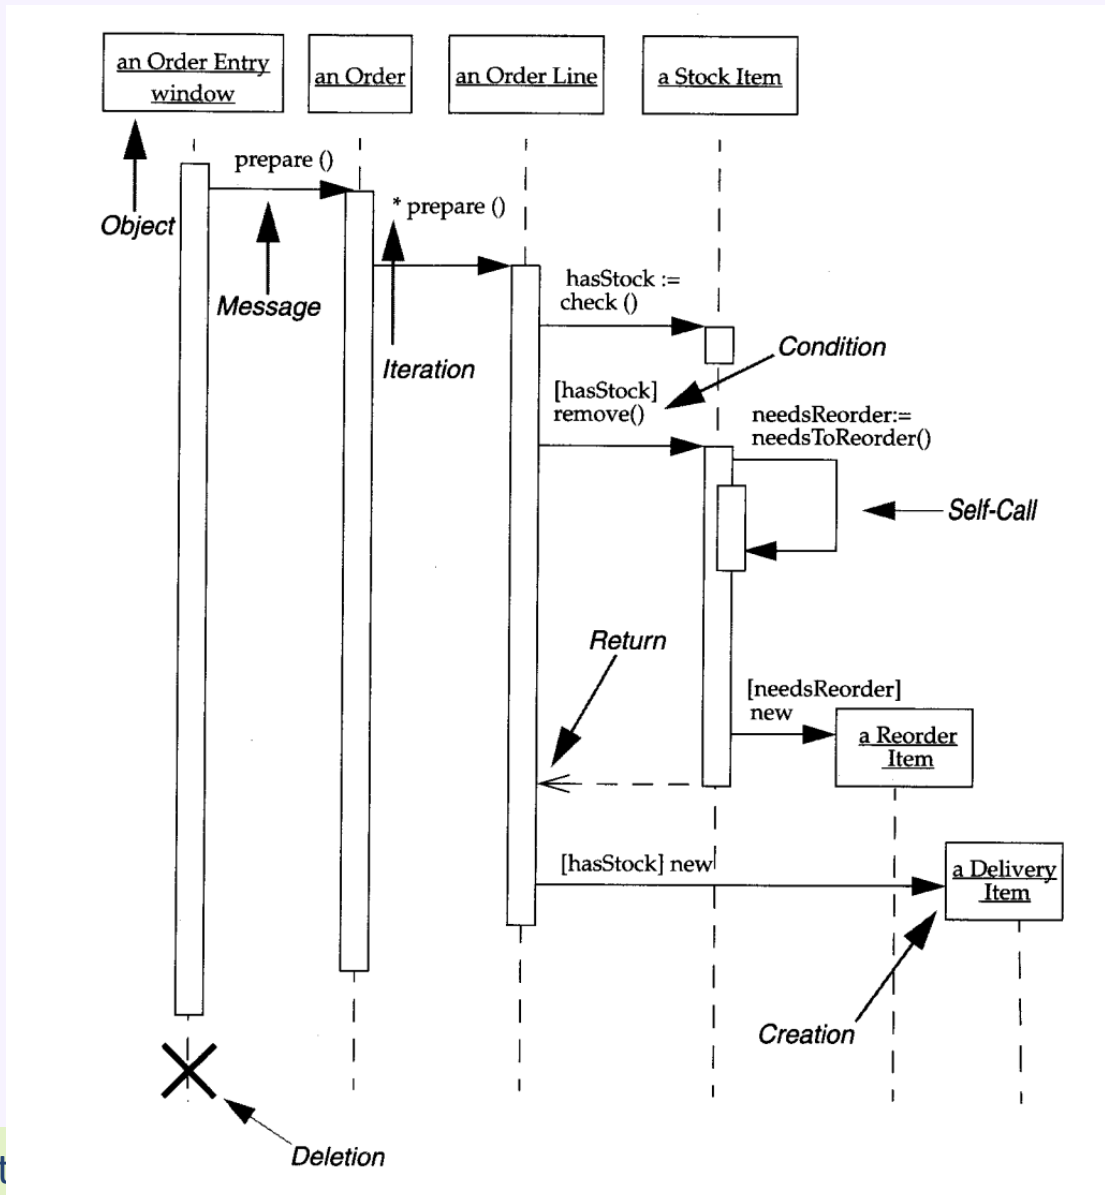 an Order Entry
window
an Order
an Order Line
a Stock Item
prepare ()
Object
* prepare ()
Message
Iteration
hasStock :=
check ()
Condition
[hasStock]
remove()
needsReorder:=
needsToReorder()
Self-Call
Return
[needsReorder]
new
a Reorder
Item
[hasStock] new
a Delivery
Item
Creation
Deletion
t